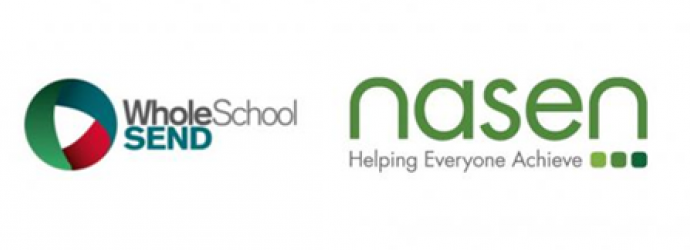 WholeSchool
SEND
nasen
Helping Everyone Achieve